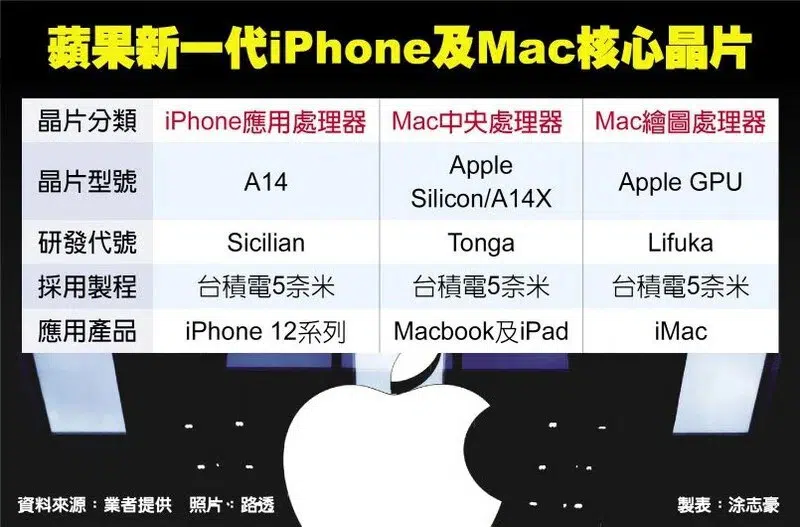 蘋果新一代iPhone及Mac核心晶片
晶片分類 iPhone應用處理器 Mac中央處理器 Mac繪圖處理器
晶片型號 A14 Apple Silicon/A14X Apple GPU
研發代號 Sicilian Tonga Lifuka
採用製程 台積電5奈米 台積電5奈米 台積電5奈米
應用產品 iPhone 12系列 Macbook及iPad iMac
資料來源：業者提供 照片：路透 製表：涂志豪